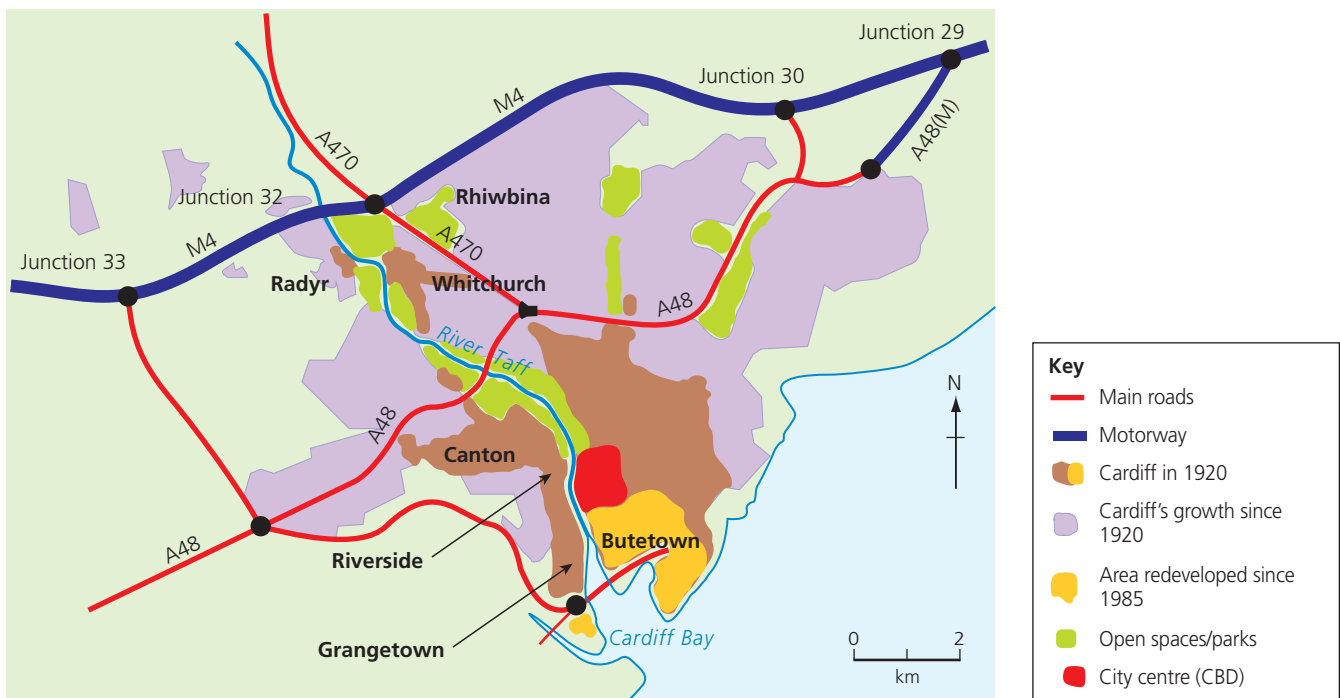 Junction 29
Junction 30
M4
A48(M)
A470
Junction 32
Rhiwbina
M4
A470
Junction 33
Radyr
Whitchurch
A48
River Taff
A48
Canton
A48
Riverside
Butetown
Grangetown
Cardiff Bay
N
0 2
km
Key
Main roads
Motorway
Cardiff in 1920
Cardiff's growth since
1920
Area redeveloped since
1985
Open spaces/parks
City centre (CBD)